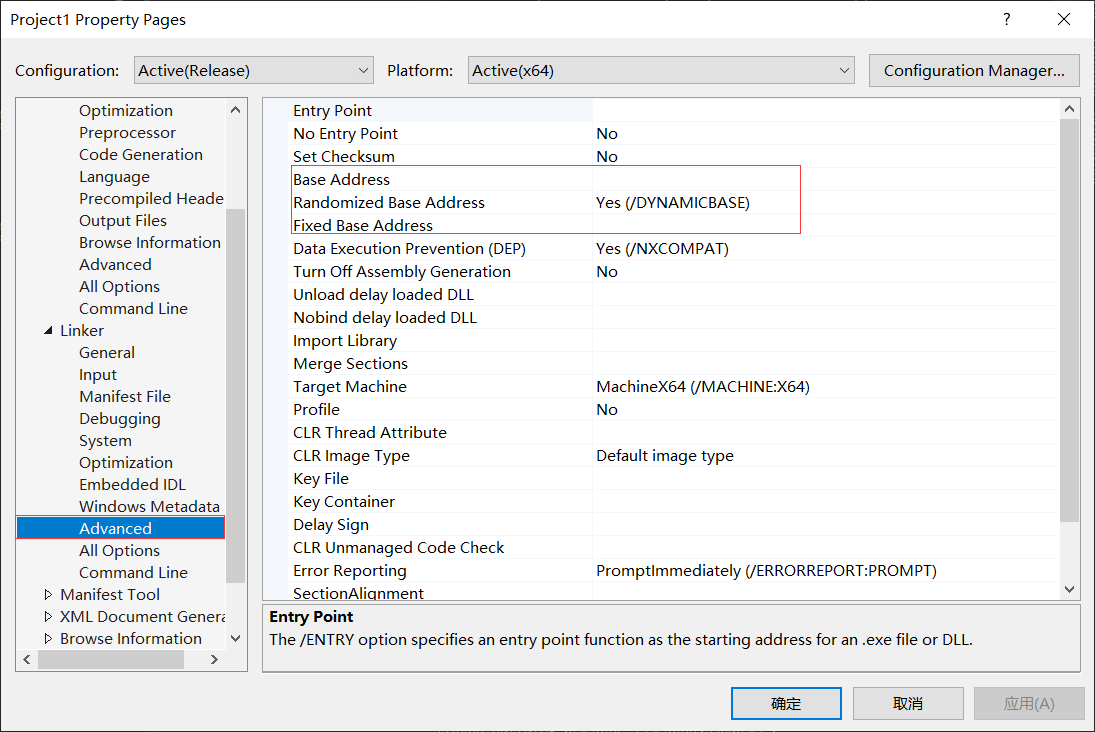 Project1 Property Pages
?
Configuration: Active(Release) Platform: Active(x64) Configuration Manager...
Optimization
Preprocessor
Code Generation
Language
Precompiled Heade
Output Files
Browse Information
Advanced
All Options
Command Line
Linker
General
Input
Manifest File
Debugging
System
Optimization
Embedded IDL
Windows Metadata
Advanced
All Options
Command Line
Manifest Tool
XML Document Genera
Browse Information
Entry Point
No Entry Point No
Set Checksum No
Base Address
Randomized Base Address Yes (/DYNAMICBASE)
Fixed Base Address
Data Execution Prevention (DEP) Yes (/NXCOMPAT)
Turn Off Assembly Generation No
Unload delay loaded DLL
Nobind delay loaded DLL
Import Library
Merge Sections
Target Machine MachineX64 (/MACHINE:X64)
Profile No
CLR Thread Attribute
CLR Image Type Default image type
Key File
Key Container
Delay Sign
CLR Unmanaged Code Check
Error Reporting PromptImmediately (/ERRORREPORT:PROMPT)
SectionAlignment
Entry Point
The /ENTRY option specifies an entry point function as the starting address for an .exe file or DLL.
确定 取消 应用(A)